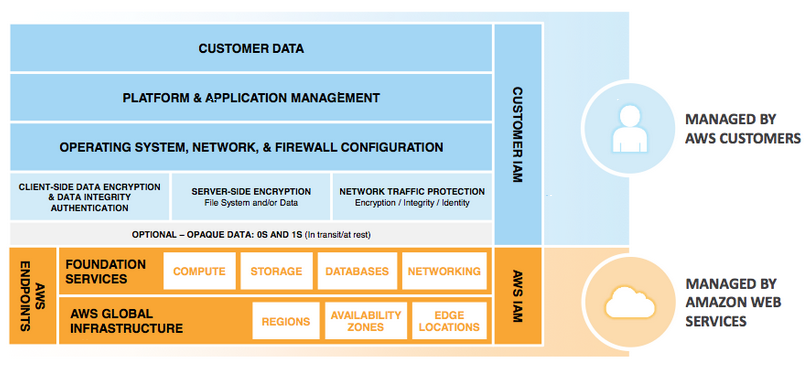 CUSTOMER DATA
PLATFORM & APPLICATION MANAGEMENT
OPERATING SYSTEM, NETWORK, & FIREWALL CONFIGURATION
CLIENT-SIDE DATA ENCRYPTION
& DATA INTEGRITY
AUTHENTICATION
SERVER-SIDE ENCRYPTION
File System and/or Data
NETWORK TRAFFIC PROTECTION
Encryption / Integrity / Identity
OPTIONAL – OPAQUE DATA: 0S AND 1S (In transit/at rest)
CUSTOMER IAM
MANAGED BY
AWS CUSTOMERS
AWS
ENDPOINTS
FOUNDATION
SERVICES
COMPUTE
STORAGE
DATABASES
NETWORKING
AWS GLOBAL
INFRASTRUCTURE
REGIONS
AVAILABILITY
ZONES
EDGE
LOCATIONS
AWS IAM
MANAGED BY
AMAZON WEB
SERVICES